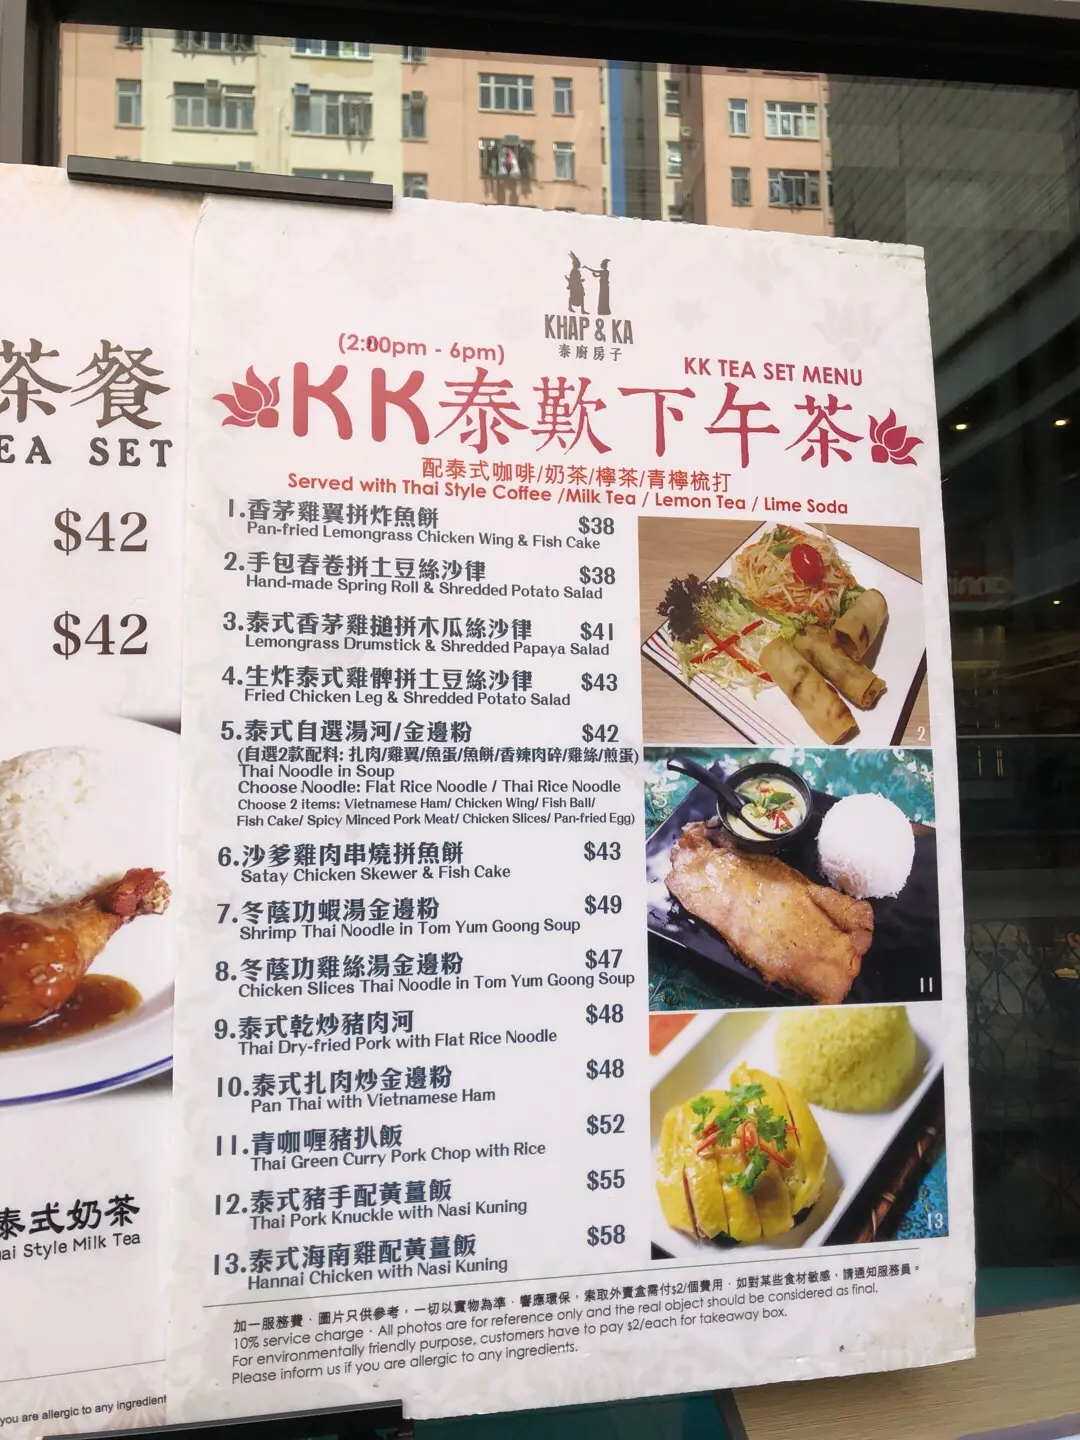 茶餐
EA SET
$42
$42
泰式奶茶
ai Style Milk Tea
you are allergic to any ingredient
KHAP & KA
泰廚房子
(2:00pm - 6pm)
KK TEA SET MENU
KK泰歎下午茶
配泰式咖啡/奶茶/檸茶/青檸梳打
Served with Thai Style Coffee /Milk Tea / Lemon Tea / Lime Soda
1.香茅雞翼拼炸魚餅 $38
Pan-fried Lemongrass Chicken Wing & Fish Cake
2.手包春卷拼土豆絲沙律 $38
Hand-made Spring Roll & Shredded Potato Salad
3.泰式香茅雞搥拼木瓜絲沙律 $41
Lemongrass Drumstick & Shredded Papaya Salad
4.生炸泰式雞髀拼土豆絲沙律 $43
Fried Chicken Leg & Shredded Potato Salad
5.泰式自選湯河/金邊粉 $42
(自選2款配料: 扎肉/雞翼/魚蛋/魚餅/香辣肉碎/雞絲/煎蛋)
Thai Noodle in Soup
Choose Noodle: Flat Rice Noodle / Thai Rice Noodle
Choose 2 items: Vietnamese Ham/ Chicken Wing/ Fish Ball/
Fish Cake/ Spicy Minced Pork Meat/ Chicken Slices/ Pan-fried Egg)
6.沙爹雞肉串燒拼魚餅 $43
Satay Chicken Skewer & Fish Cake
7.冬蔭功蝦湯金邊粉 $49
Shrimp Thai Noodle in Tom Yum Goong Soup
8.冬蔭功雞絲湯金邊粉 $47
Chicken Slices Thai Noodle in Tom Yum Goong Soup
9.泰式乾炒豬肉河 $48
Thai Dry-fried Pork with Flat Rice Noodle
10.泰式扎肉炒金邊粉 $48
Pan Thai with Vietnamese Ham
11.青咖喱豬扒飯 $52
Thai Green Curry Pork Chop with Rice
12.泰式豬手配黃薑飯 $55
Thai Pork Knuckle with Nasi Kuning
13.泰式海南雞配黃薑飯 $58
Hannai Chicken with Nasi Kuning
2
11
13
加一服務費．圖片只供參考，一切以實物為準．響應環保，索取外賣盒需付$2/個費用．如對某些食材敏感，請通知服務員。
10% service charge · All photos are for reference only and the real object should be considered as final.
For environmentally friendly purpose, customers have to pay $2/each for takeaway box.
Please inform us if you are allergic to any ingredients.